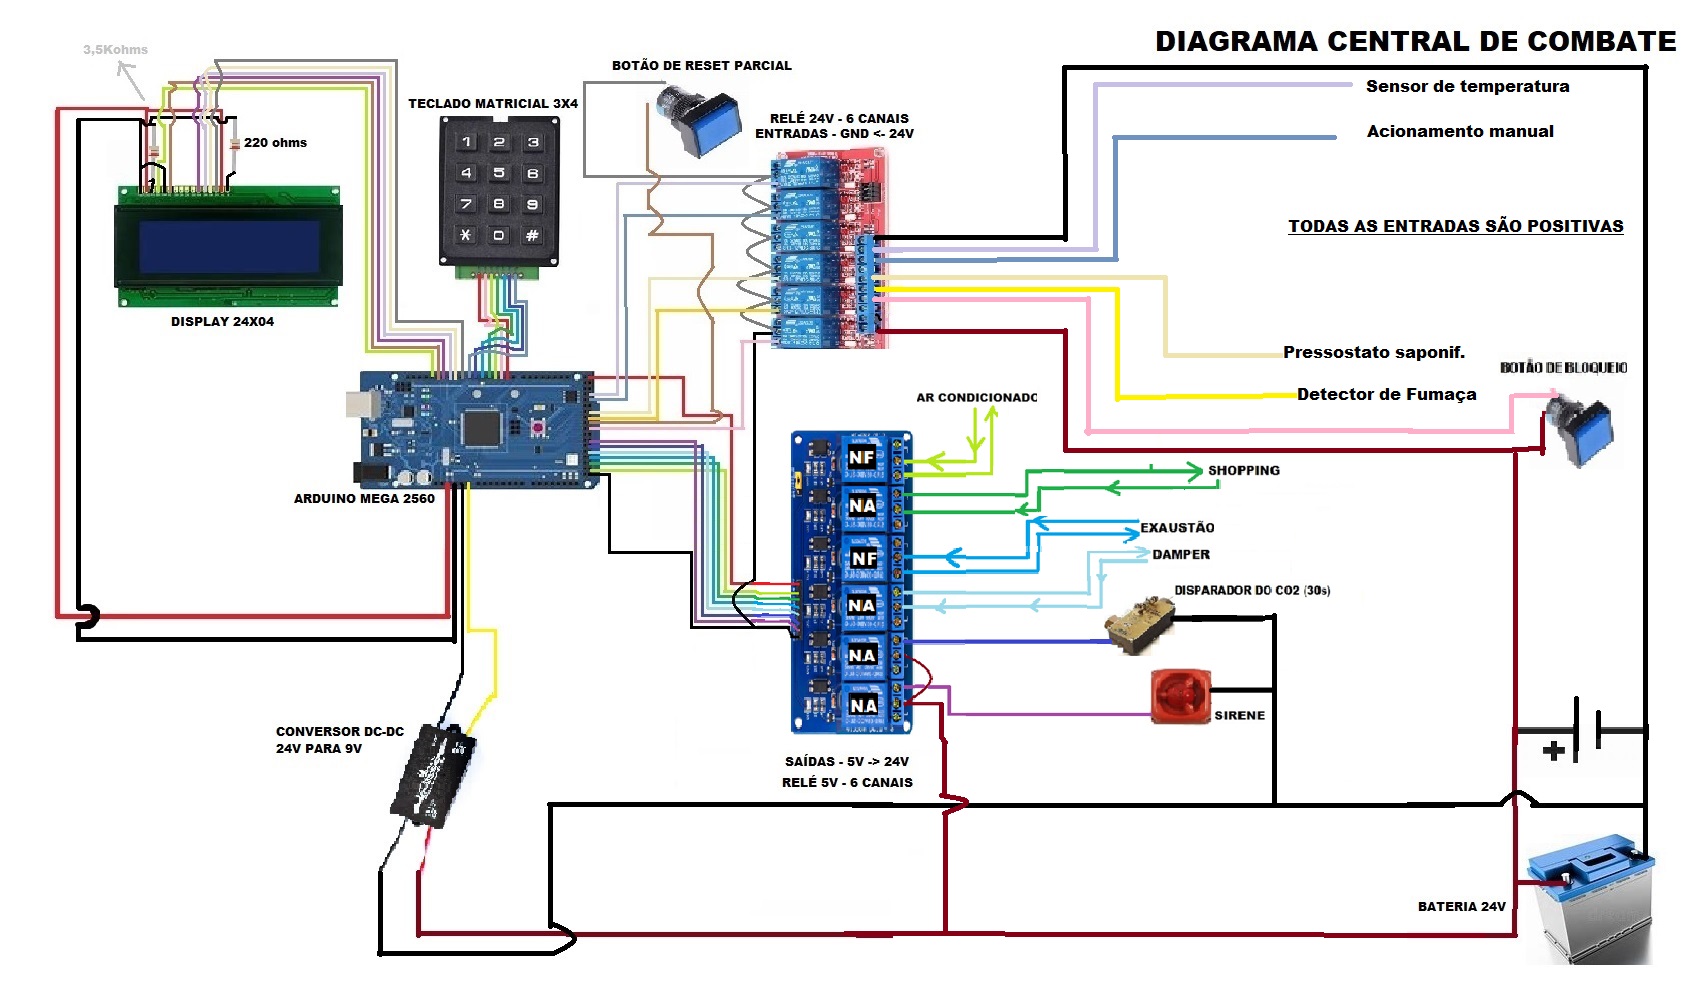 DIAGRAMA CENTRAL DE COMBATE
3,5Kohms
BOTÃO DE RESET PARCIAL
TECLADO MATRICIAL 3X4
RELÉ 24V - 6 CANAIS
ENTRADAS - GND <- 24V
Sensor de temperatura
Acionamento manual
220 ohms
1 2 3
4 5 6
7 8 9
* 0 #
TODAS AS ENTRADAS SÃO POSITIVAS
DISPLAY 24X04
Pressostato saponif.
BOTÃO DE BLOQUEIO
Detector de Fumaça
AR CONDICIONADO
NF
SHOPPING
ARDUINO MEGA 2560
NA
EXAUSTÃO
NF
DAMPER
DISPARADOR DO CO2 (30s)
NA
NA
NA
SIRENE
CONVERSOR DC-DC
24V PARA 9V
+
SAÍDAS - 5V -> 24V
RELÉ 5V - 6 CANAIS
BATERIA 24V